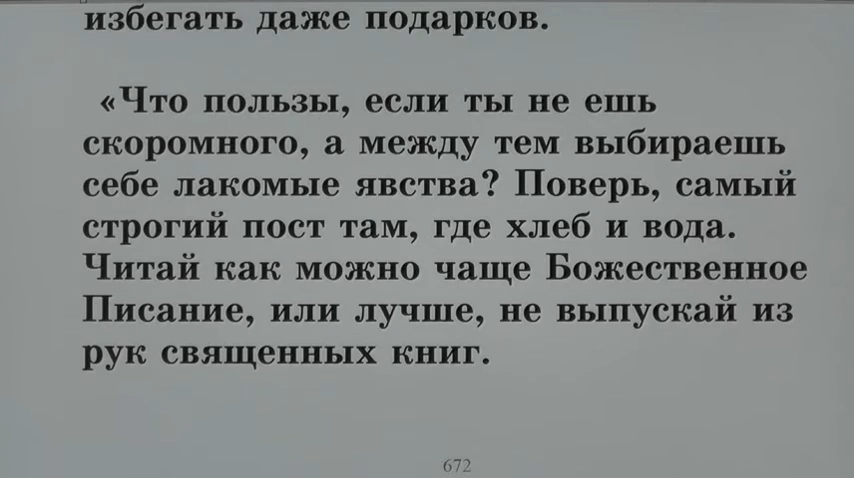 избегать даже подарков.
«Что пользы, если ты не ешь
скоромного, а между тем выбираешь
себе лакомые явства? Поверь, самый
строгий пост там, где хлеб и вода.
Читай как можно чаще Божественное
Писание, или лучше, не выпускай из
рук священных книг.
672